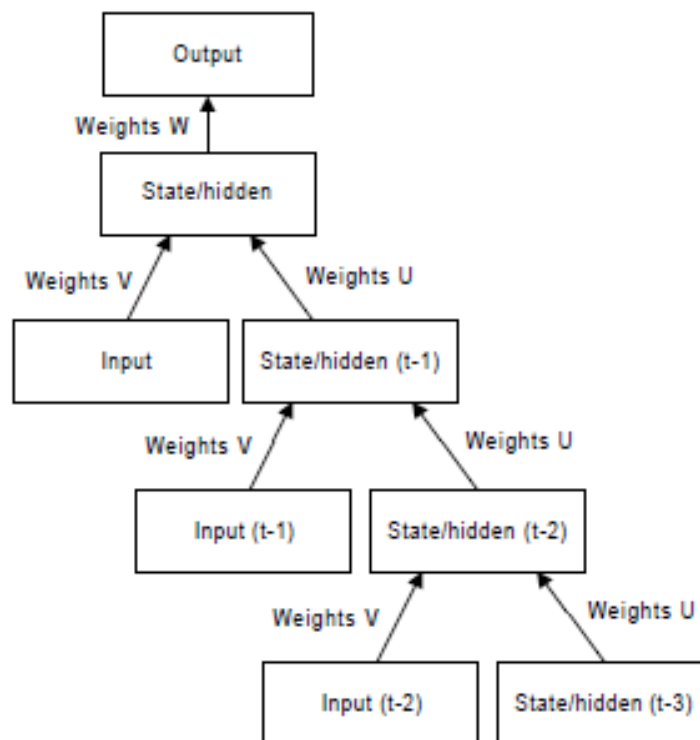 Output
Weights W
State/hidden
Weights V
Weights U
Input
State/hidden (t-1)
Weights V
Weights U
Input (t-1)
State/hidden (t-2)
Weights V
Weights U
Input (t-2)
State/hidden (t-3)